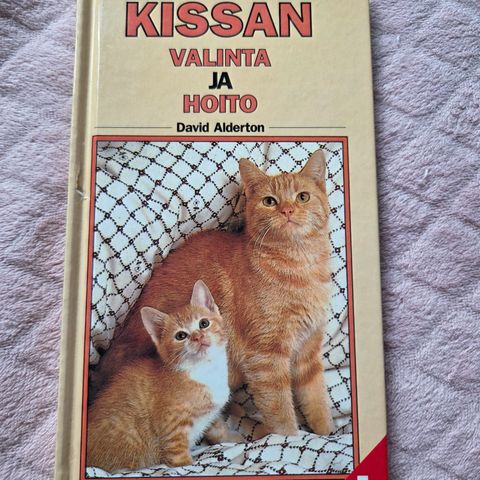 KISSAN
VALINTA
JA
HOITO
David Alderton